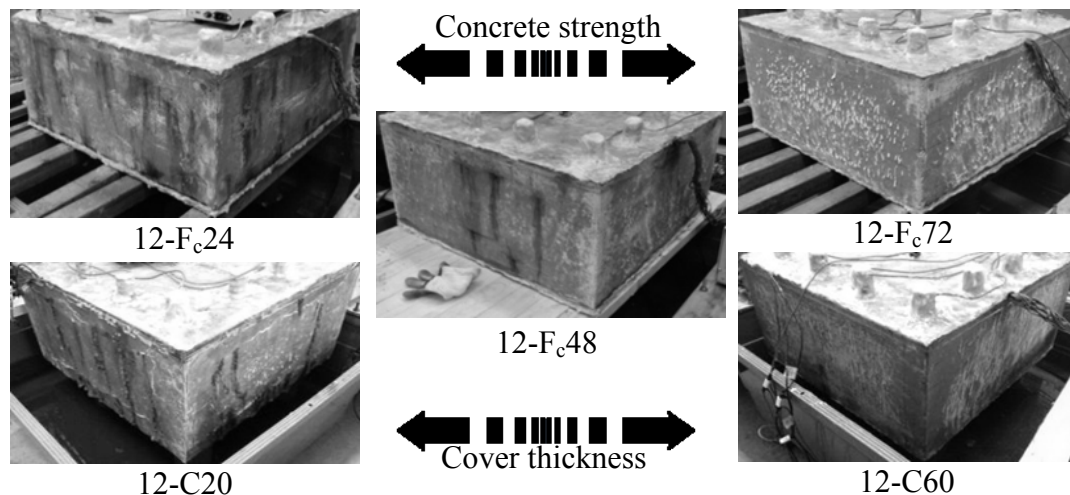 Concrete strength
12-Fc24
12-Fc48
12-Fc72
12-C20
Cover thickness
12-C60